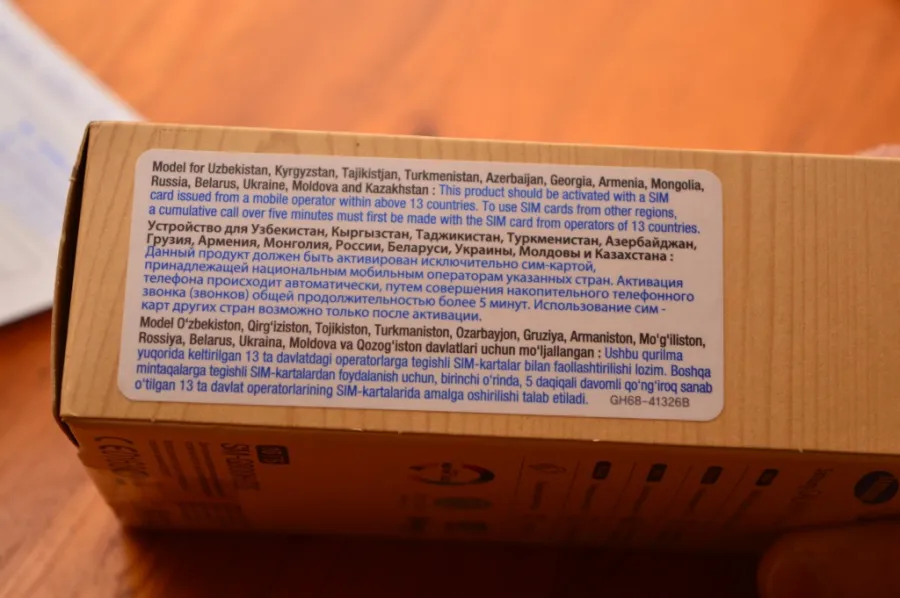 Model for Uzbekistan, Kyrgyzstan, Tajikistjan, Turkmenistan, Azerbaijan, Georgia, Armenia, Mongolia,
Russia, Belarus, Ukraine, Moldova and Kazakhstan : This product should be activated with a SIM
card issued from a mobile operator within above 13 countries. To use SIM cards from other regions,
a cumulative call over five minutes must first be made with the SIM card from operators of 13 countries.
Устройство для Узбекистан, Кыргызстан, Таджикистан, Туркменистан, Азербайджан,
Грузия, Армения, Монголия, России, Беларуси, Украины, Молдовы и Казахстана :
Данный продукт должен быть активирован исключительно сим-картой,
принадлежащей национальным мобильным операторам указанных стран. Активация
телефона происходит автоматически, путем совершения накопительного телефонного
звонка (звонков) общей продолжительностью более 5 минут. Использование сим -
карт других стран возможно только после активации.
Model O‘zbekiston, Qirg‘iziston, Tojikiston, Turkmaniston, Ozarbayjon, Gruziya, Armaniston, Mo‘g‘iliston,
Rossiya, Belarus, Ukraina, Moldova va Qozog‘iston davlatlari uchun mo‘ljallangan : Ushbu qurilma
yuqorida keltirilgan 13 ta davlatdagi operatorlarga tegishli SIM-kartalar bilan faollashtirilishi lozim. Boshqa
mintaqalarga tegishli SIM-kartalardan foydalanish uchun, birinchi o‘rinda, 5 daqiqali davomli qo‘ng‘iroq sanab
o‘tilgan 13 ta davlat operatorlarining SIM-kartalarida amalga oshirilishi talab etiladi. GH68-41326B